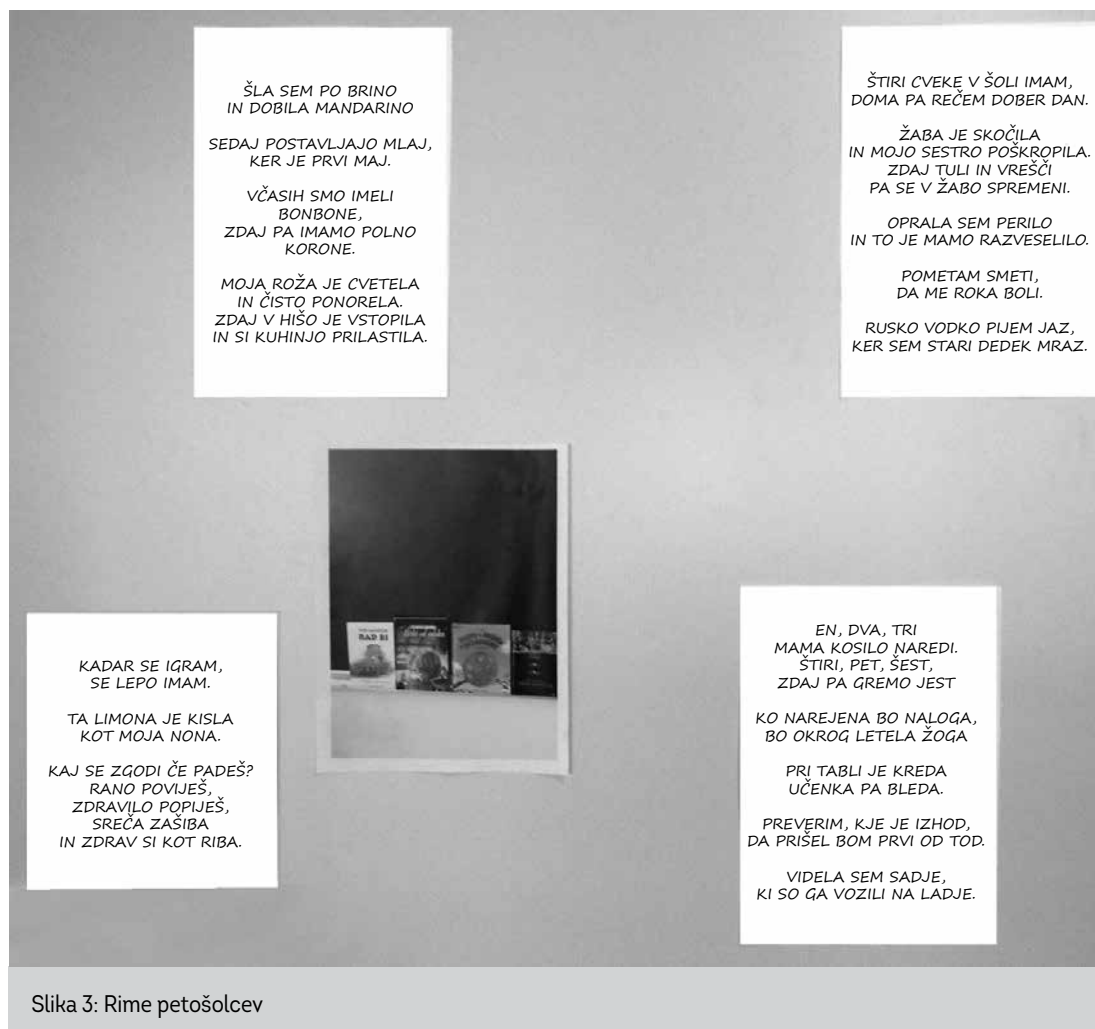 ŠLA SEM PO BRINO
IN DOBILA MANDARINO
SEDAJ POSTAVLJAJO MLAJ,
KER JE PRVI MAJ.
VČASIH SMO IMELI
BONBONE,
ZDAJ PA IMAMO POLNO
KORONE.
MOJA ROŽA JE CVETELA
IN ČISTO PONORELA.
ZDAJ V HIŠO JE VSTOPILA
IN SI KUHINJO PRILASTILA.
ŠTIRI CVEKE V ŠOLI IMAM,
DOMA PA REČEM DOBER DAN.
ŽABA JE SKOČILA
IN MOJO SESTRO POŠKROPILA.
ZDAJ TULI IN VREŠČI
PA SE V ŽABO SPREMENI.
OPRALA SEM PERILO
IN TO JE MAMO RAZVESELILO.
POMETAM SMETI,
DA ME ROKA BOLI.
RUSKO VODKO PIJEM JAZ,
KER SEM STARI DEDEK MRAZ.
KADAR SE IGRAM,
SE LEPO IMAM.
TA LIMONA JE KISLA
KOT MOJA NONA.
KAJ SE ZGODI ČE PADEŠ?
RANO POVIJEŠ,
ZDRAVILO POPIJEŠ,
SREČA ZAŠIBA
IN ZDRAV SI KOT RIBA.
EN, DVA, TRI
MAMA KOSILO NAREDI.
ŠTIRI, PET, ŠEST,
ZDAJ PA GREMO JEST
KO NAREJENA BO NALOGA,
BO OKROG LETELA ŽOGA
PRI TABLI JE KREDA
UČENKA PA BLEDA.
PREVERIM, KJE JE IZHOD,
DA PRIŠEL BOM PRVI OD TOD.
VIDELA SEM SADJE,
KI SO GA VOZILI NA LADJE.
Slika 3: Rime petošolcev